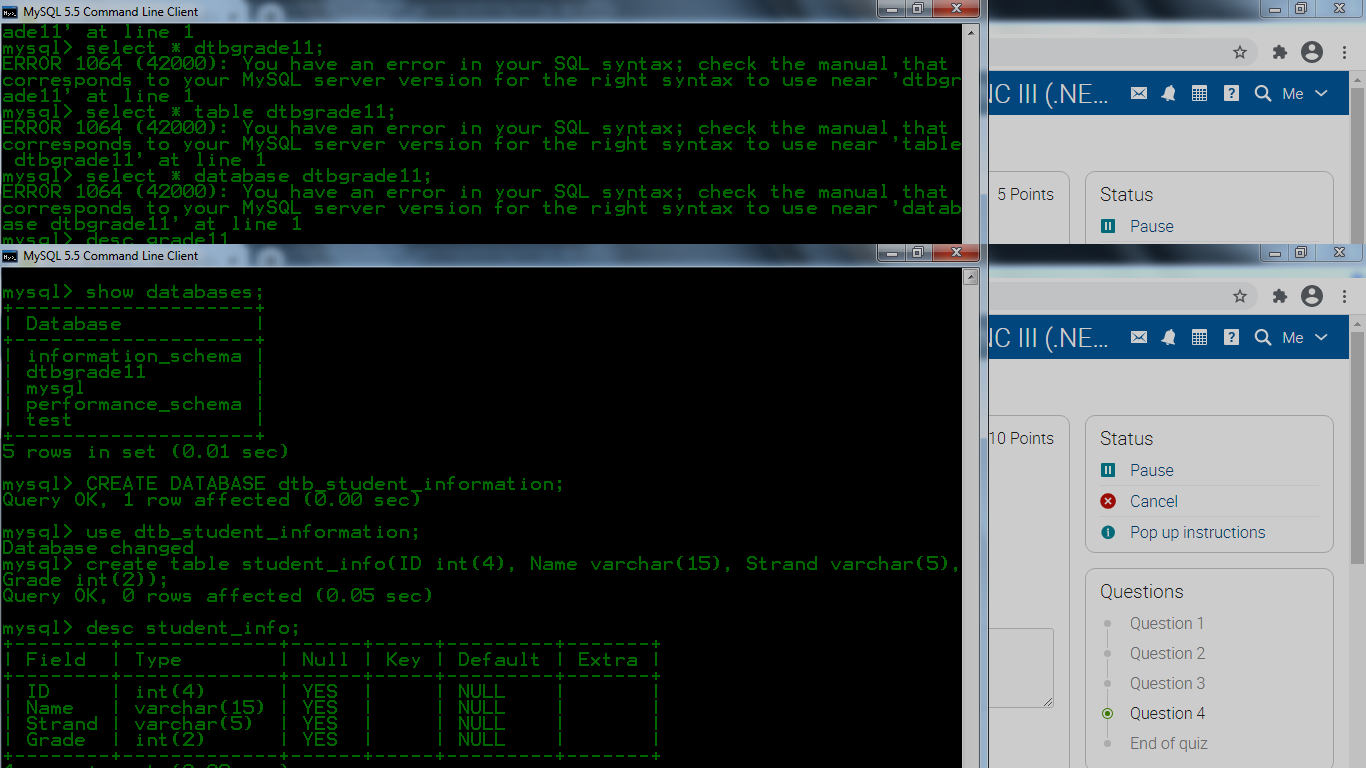 MySQL 5.5 Command Line Client
ade11' at line 1
mysql> select * dtbgrade11;
ERROR 1064 (42000): You have an error in your SQL syntax; check the manual that
corresponds to your MySQL server version for the right syntax to use near 'dtbgr
ade11' at line 1
mysql> select * table dtbgrade11;
ERROR 1064 (42000): You have an error in your SQL syntax; check the manual that
corresponds to your MySQL server version for the right syntax to use near 'table
 dtbgrade11' at line 1
mysql> select * database dtbgrade11;
ERROR 1064 (42000): You have an error in your SQL syntax; check the manual that
corresponds to your MySQL server version for the right syntax to use near 'datab
ase dtbgrade11' at line 1
mysql> desc grade11
NC III (.NE... Me
5 Points
Status
Pause
MySQL 5.5 Command Line Client
mysql> show databases;
| Database |
| information_schema |
| dtbgrade11 |
| mysql |
| performance_schema |
| test |
5 rows in set (0.01 sec)
mysql> CREATE DATABASE dtb_student_information;
Query OK, 1 row affected (0.00 sec)
mysql> use dtb_student_information;
Database changed
mysql> create table student_info(ID int(4), Name varchar(15), Strand varchar(5),
Grade int(2));
Query OK, 0 rows affected (0.05 sec)
mysql> desc student_info;
| Field | Type | Null | Key | Default | Extra |
| ID | int(4) | YES | | NULL | |
| Name | varchar(15) | YES | | NULL | |
| Strand | varchar(5) | YES | | NULL | |
| Grade | int(2) | YES | | NULL | |
NC III (.NE... Me
10 Points
Status
Pause
Cancel
Pop up instructions
Questions
Question 1
Question 2
Question 3
Question 4
End of quiz